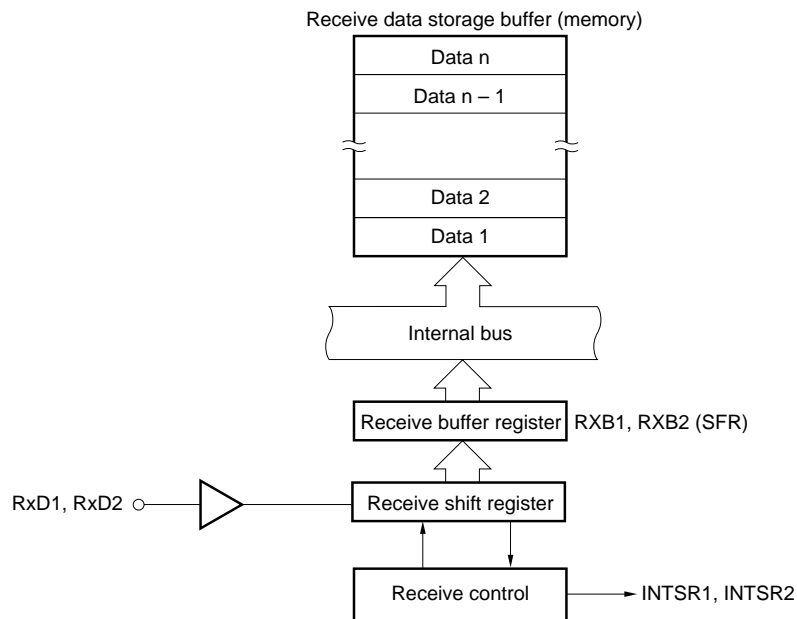 Receive data storage buffer (memory)
Data n
Data n – 1
Data 2
Data 1
Internal bus
Receive buffer register
RXB1, RXB2 (SFR)
RxD1, RxD2
Receive shift register
Receive control
INTSR1, INTSR2